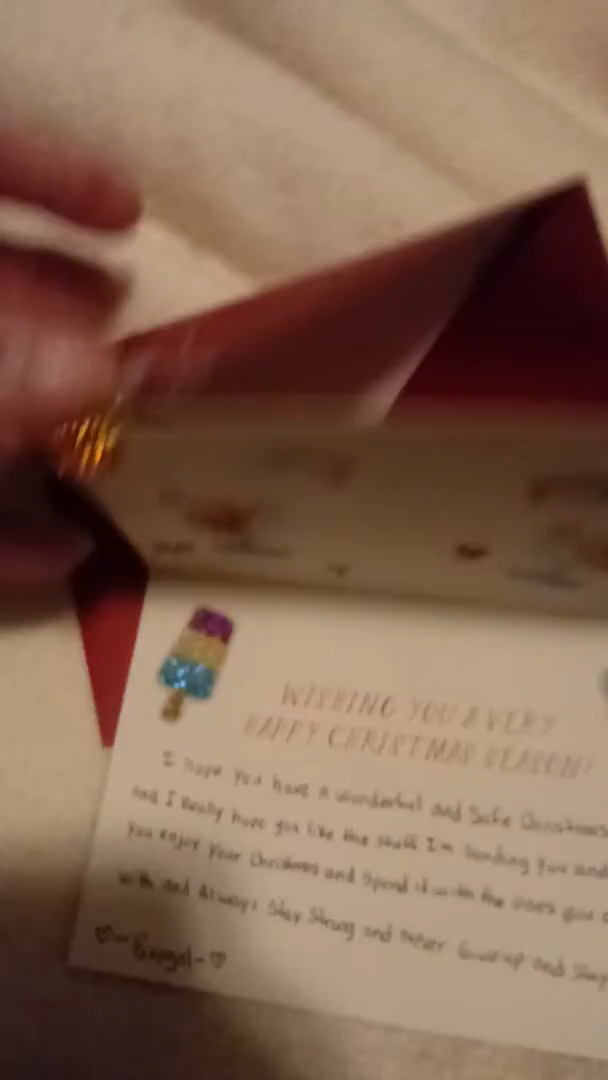 WISHING YOU A VERY
HAPPY CHRISTMAS SEASON!
I hope you have a wonderful and Safe Christmas
and I Really hope you like the stuff I'm Sending you and
you enjoy Your Christmas and Spend it with the ones you
with and Always Stay Strong and never Give up and Stay